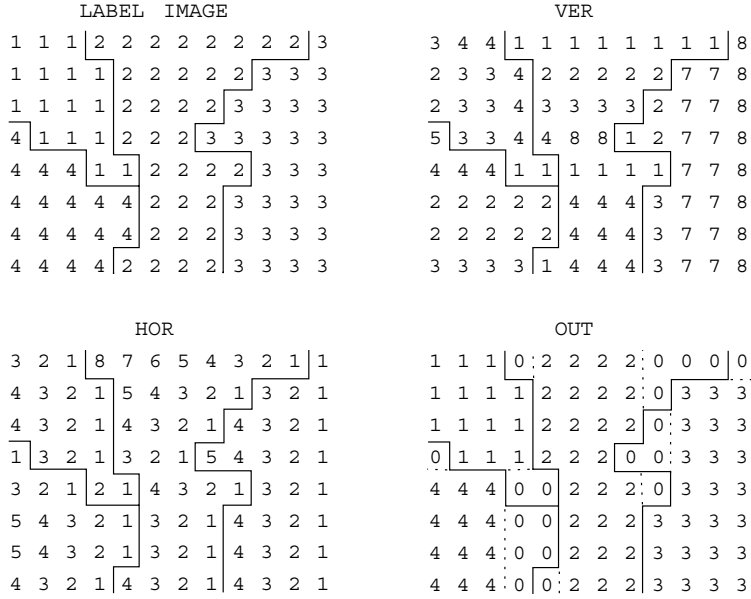 LABEL IMAGE
1 1 1 2 2 2 2 2 2 2 2 3
1 1 1 1 2 2 2 2 2 3 3 3
1 1 1 1 2 2 2 2 3 3 3 3
4 1 1 1 2 2 2 3 3 3 3 3
4 4 4 1 1 2 2 2 2 3 3 3
4 4 4 4 4 2 2 2 3 3 3 3
4 4 4 4 4 2 2 2 3 3 3 3
4 4 4 4 2 2 2 2 3 3 3 3
VER
3 4 4 1 1 1 1 1 1 1 1 8
2 3 3 4 2 2 2 2 2 7 7 8
2 3 3 4 3 3 3 3 2 7 7 8
5 3 3 4 4 8 8 1 2 7 7 8
4 4 4 1 1 1 1 1 1 7 7 8
2 2 2 2 2 4 4 4 3 7 7 8
2 2 2 2 2 4 4 4 3 7 7 8
3 3 3 3 1 4 4 4 3 7 7 8
HOR
3 2 1 8 7 6 5 4 3 2 1 1
4 3 2 1 5 4 3 2 1 3 2 1
4 3 2 1 4 3 2 1 4 3 2 1
1 3 2 1 3 2 1 5 4 3 2 1
3 2 1 2 1 4 3 2 1 3 2 1
5 4 3 2 1 3 2 1 4 3 2 1
5 4 3 2 1 3 2 1 4 3 2 1
4 3 2 1 4 3 2 1 4 3 2 1
OUT
1 1 1 0 2 2 2 2 0 0 0 0
1 1 1 1 2 2 2 2 0 3 3 3
1 1 1 1 2 2 2 2 0 3 3 3
0 1 1 1 2 2 2 0 0 3 3 3
4 4 4 0 0 2 2 2 0 3 3 3
4 4 4 0 0 2 2 2 3 3 3 3
4 4 4 0 0 2 2 2 3 3 3 3
4 4 4 0 0 2 2 2 3 3 3 3